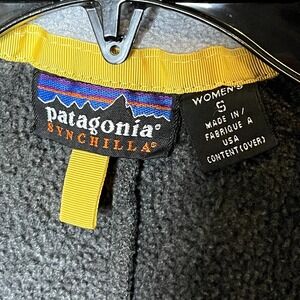 patagonia®
SYNCHILLA®
WOMEN'S
S
MADE IN/
FABRIQUE A
USA
CONTENT(OVER)